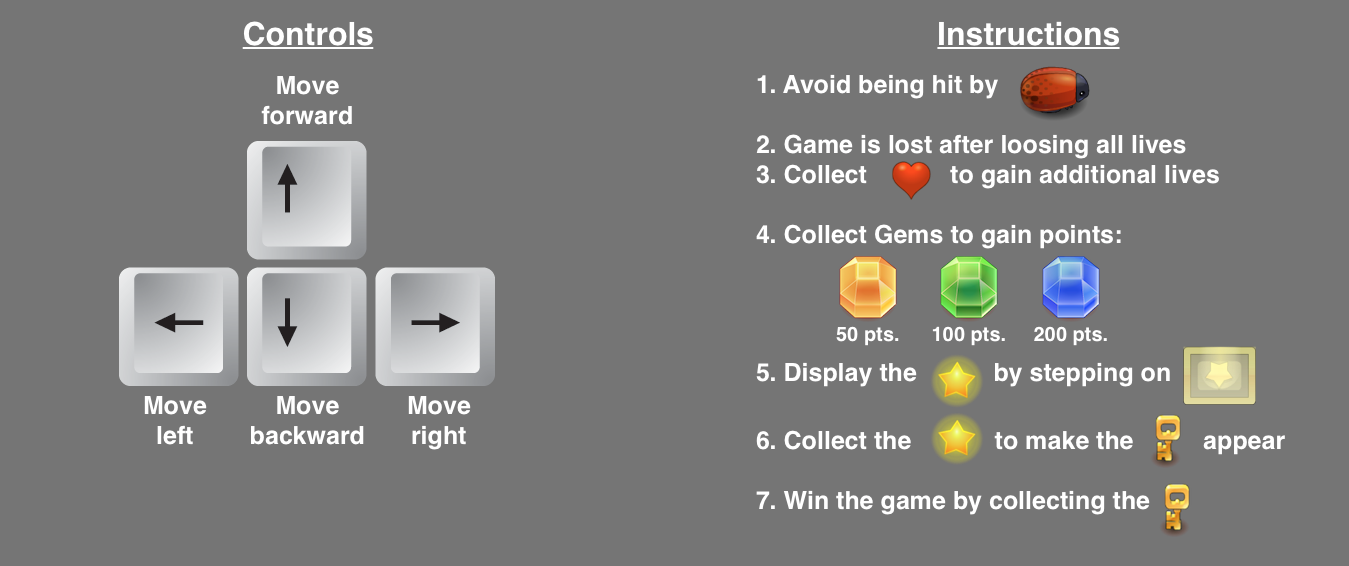 Controls
Move
forward
Move
left
Move
backward
Move
right
Instructions
1. Avoid being hit by
2. Game is lost after loosing all lives
3. Collect to gain additional lives
4. Collect Gems to gain points:
50 pts. 100 pts. 200 pts.
5. Display the by stepping on
6. Collect the to make the appear
7. Win the game by collecting the